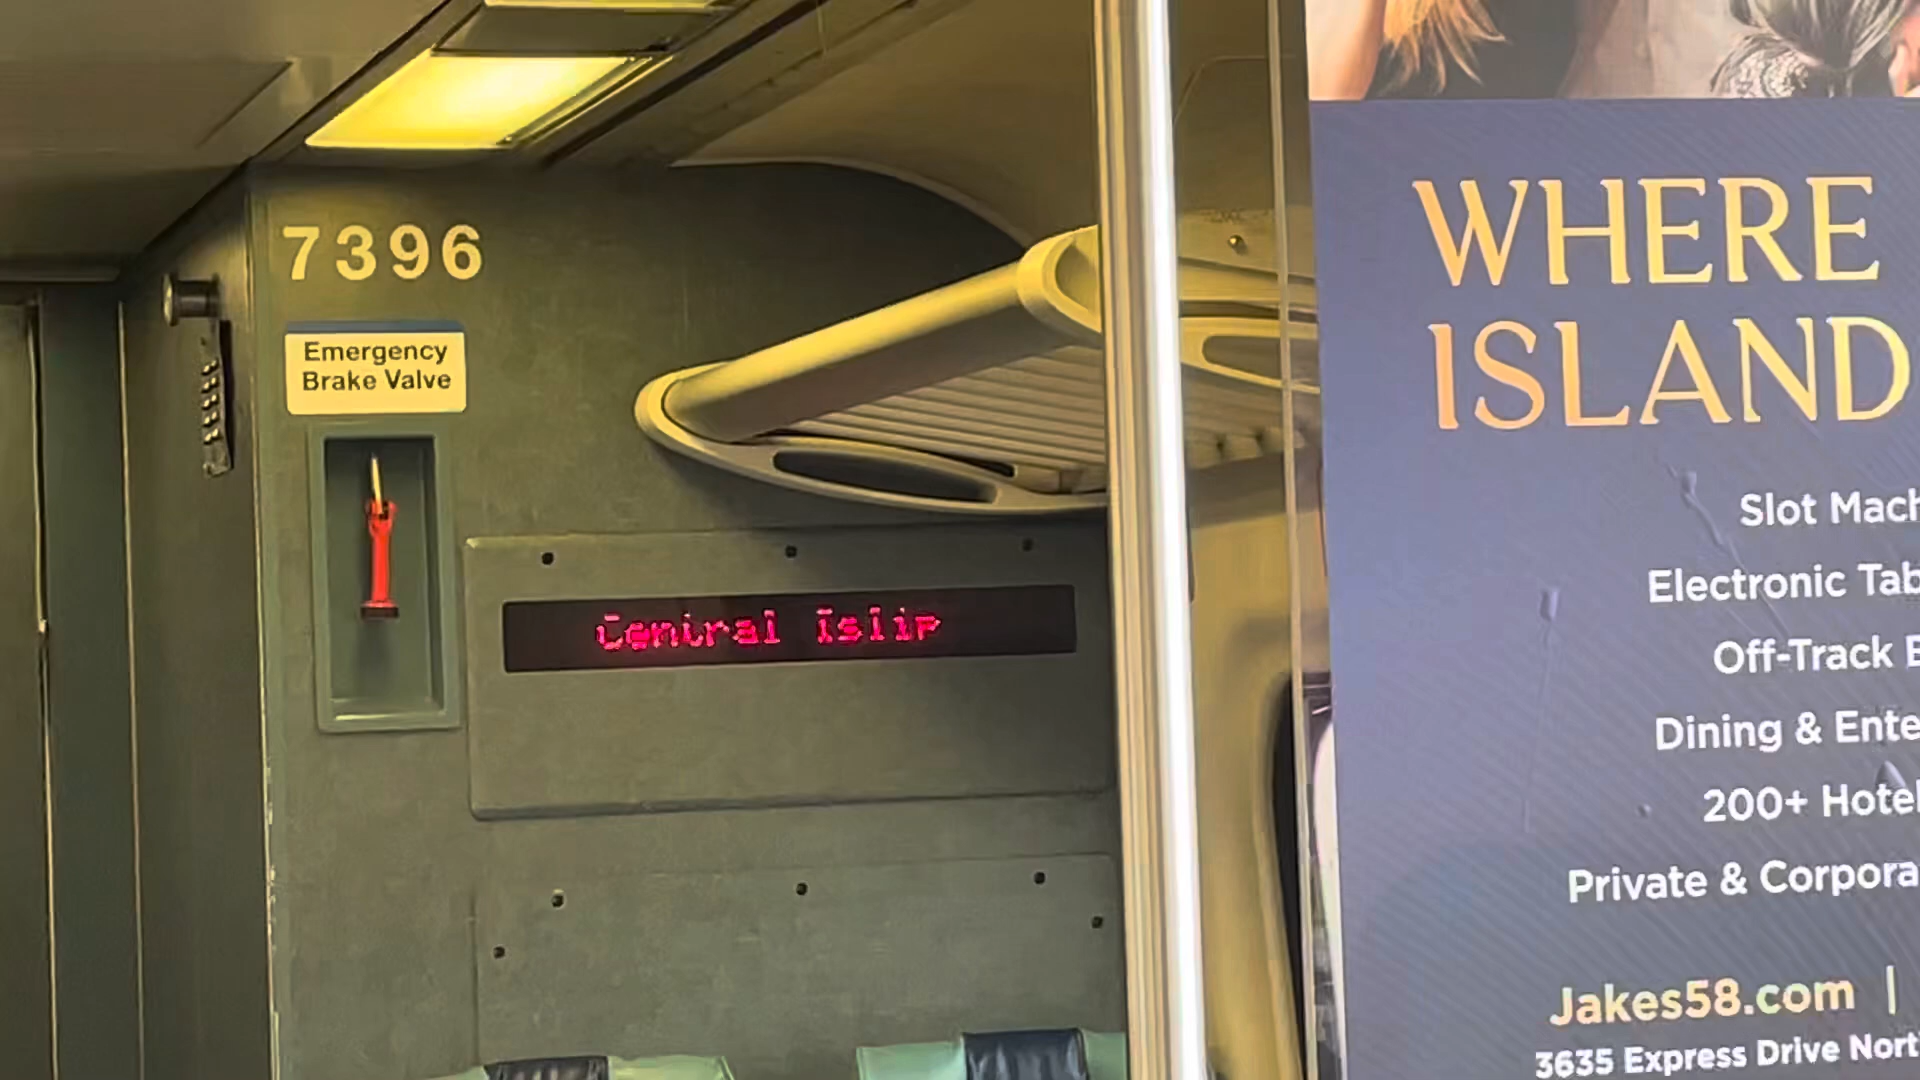 7396
Emergency
Brake Valve
Central Islip
WHERE
ISLAND
Slot Mach
Electronic Tab
Off-Track
Dining & Ente
200+ Hotel
Private & Corpora
Jakes58.com |
3635 Express Drive Nort